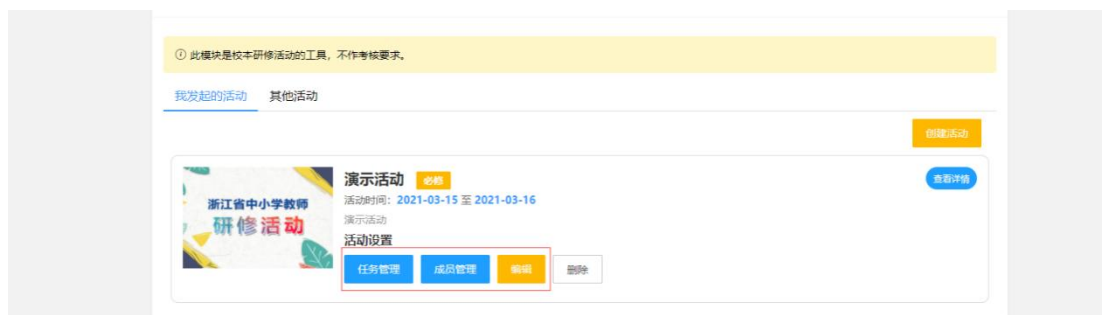 此模块是校本研修活动的工具，不作考核要求。
我发起的活动 其他活动
创建活动
演示活动 必修
查看详情
活动时间：2021-03-15 至 2021-03-16
演示活动
活动设置
任务管理 成员管理 编辑 删除
浙江省中小学教师
研修活动